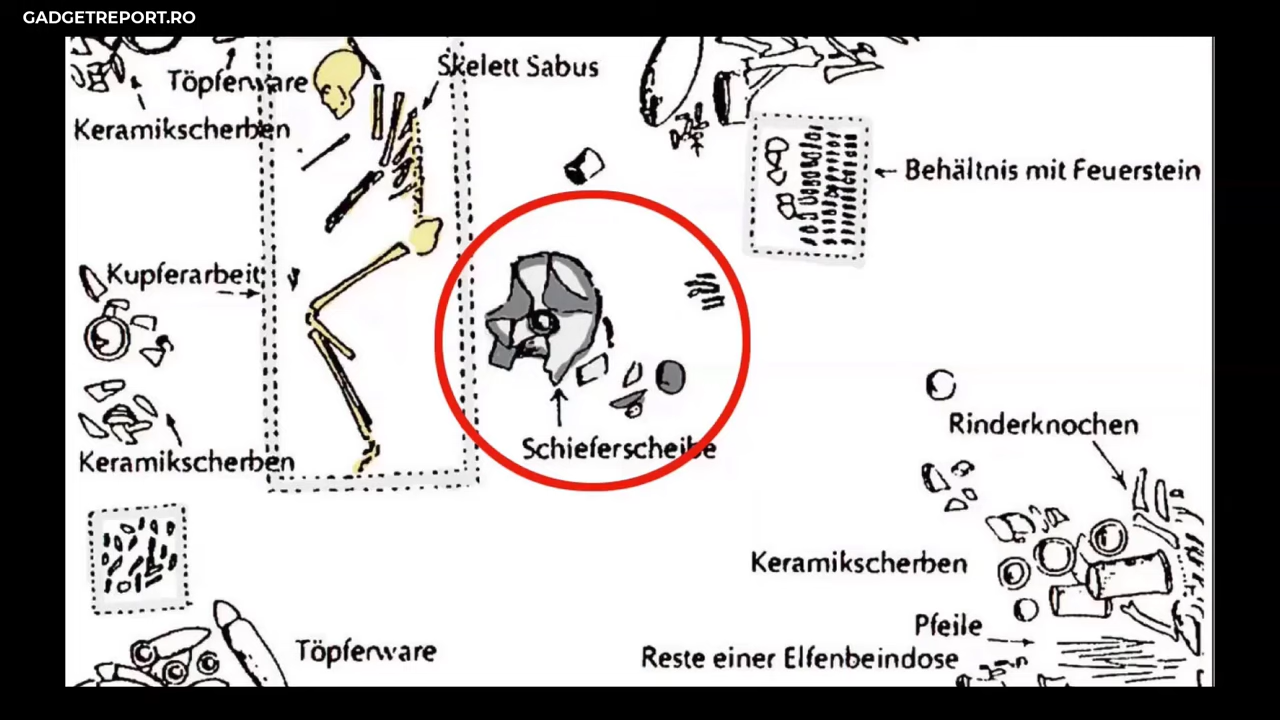 GADGETREPORT.RO
Skelett Sabus
Töpferware
Keramikscherben
Behältnis mit Feuerstein
Kupferarbeit
Rinderknochen
Schieferscheibe
Keramikscherben
Keramikscherben
Pfeile
Töpferware
Reste einer Elfenbeindose